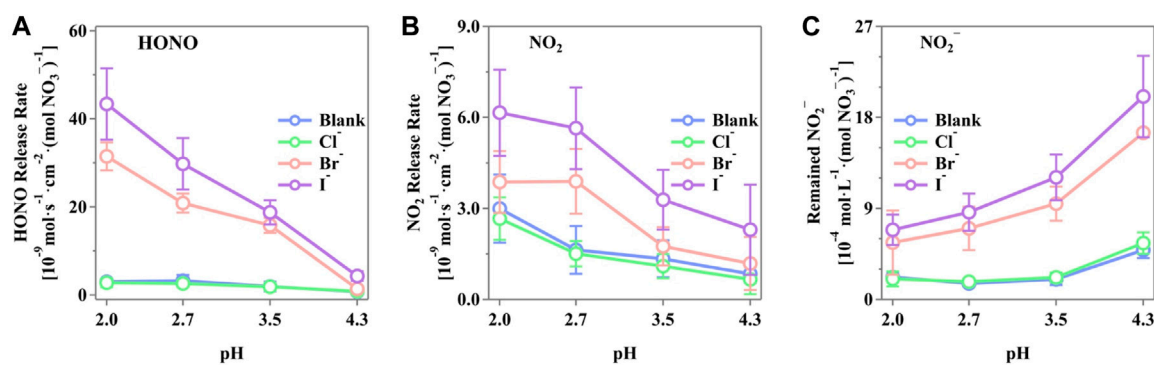 A
HONO
HONO Release Rate
[10⁻⁹ mol·s⁻¹·cm⁻²·(mol NO₃⁻)⁻¹]
60
40
20
0
Blank
Cl⁻
Br⁻
I⁻
2.0 2.7 3.5 4.3
pH
B
NO₂
NO₂ Release Rate
[10⁻⁹ mol·s⁻¹·cm⁻²·(mol NO₃⁻)⁻¹]
9.0
6.0
3.0
0.0
Blank
Cl⁻
Br⁻
I⁻
2.0 2.7 3.5 4.3
pH
C
NO₂⁻
Remained NO₂⁻
[10⁻⁴ mol·L⁻¹·(mol NO₃⁻)⁻¹]
27
18
9
0
Blank
Cl⁻
Br⁻
I⁻
2.0 2.7 3.5 4.3
pH